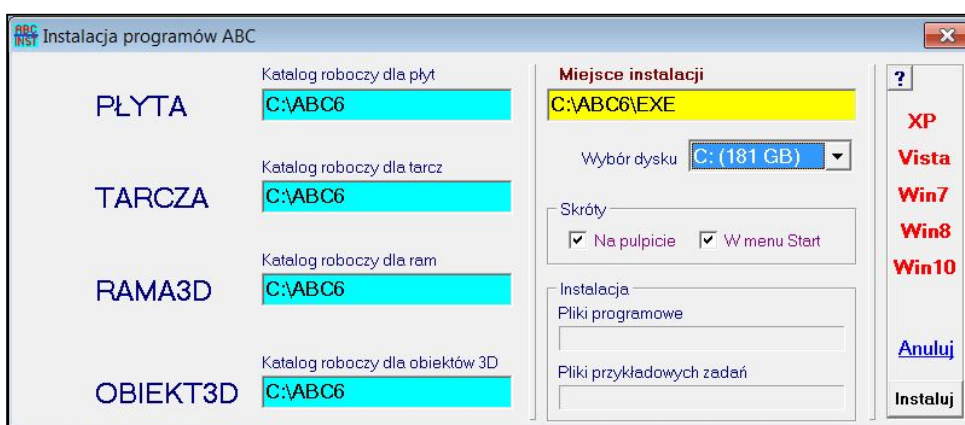 ABC
INST
Instalacja programów ABC
PŁYTA
Katalog roboczy dla płyt
C:\ABC6
TARCZA
Katalog roboczy dla tarcz
C:\ABC6
RAMA3D
Katalog roboczy dla ram
C:\ABC6
OBIEKT3D
Katalog roboczy dla obiektów 3D
C:\ABC6
Miejsce instalacji
C:\ABC6\EXE
Wybór dysku C: (181 GB)
Skróty
Na pulpicie W menu Start
Instalacja
Pliki programowe
Pliki przykładowych zadań
?
XP
Vista
Win7
Win8
Win10
Anuluj
Instaluj